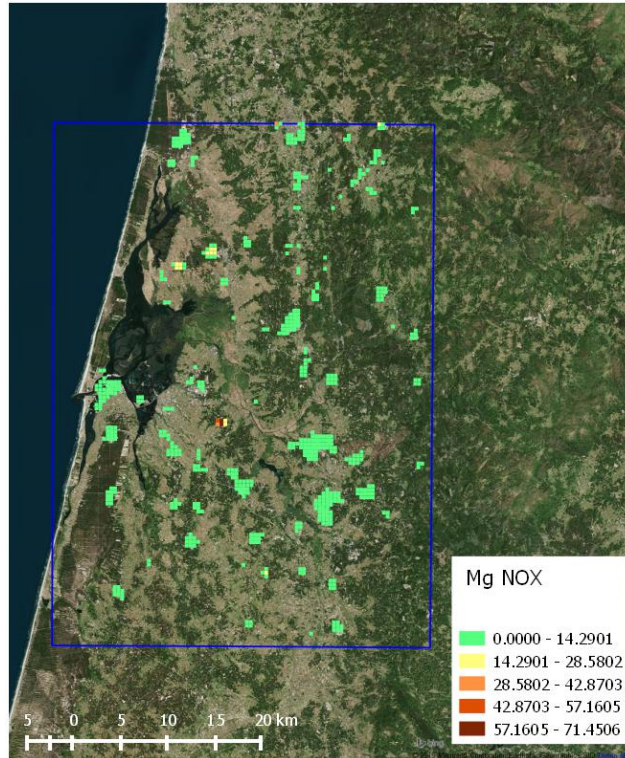 Mg NOX
0.0000 - 14.2901
14.2901 - 28.5802
28.5802 - 42.8703
42.8703 - 57.1605
57.1605 - 71.4506
5 0 5 10 15 20 km